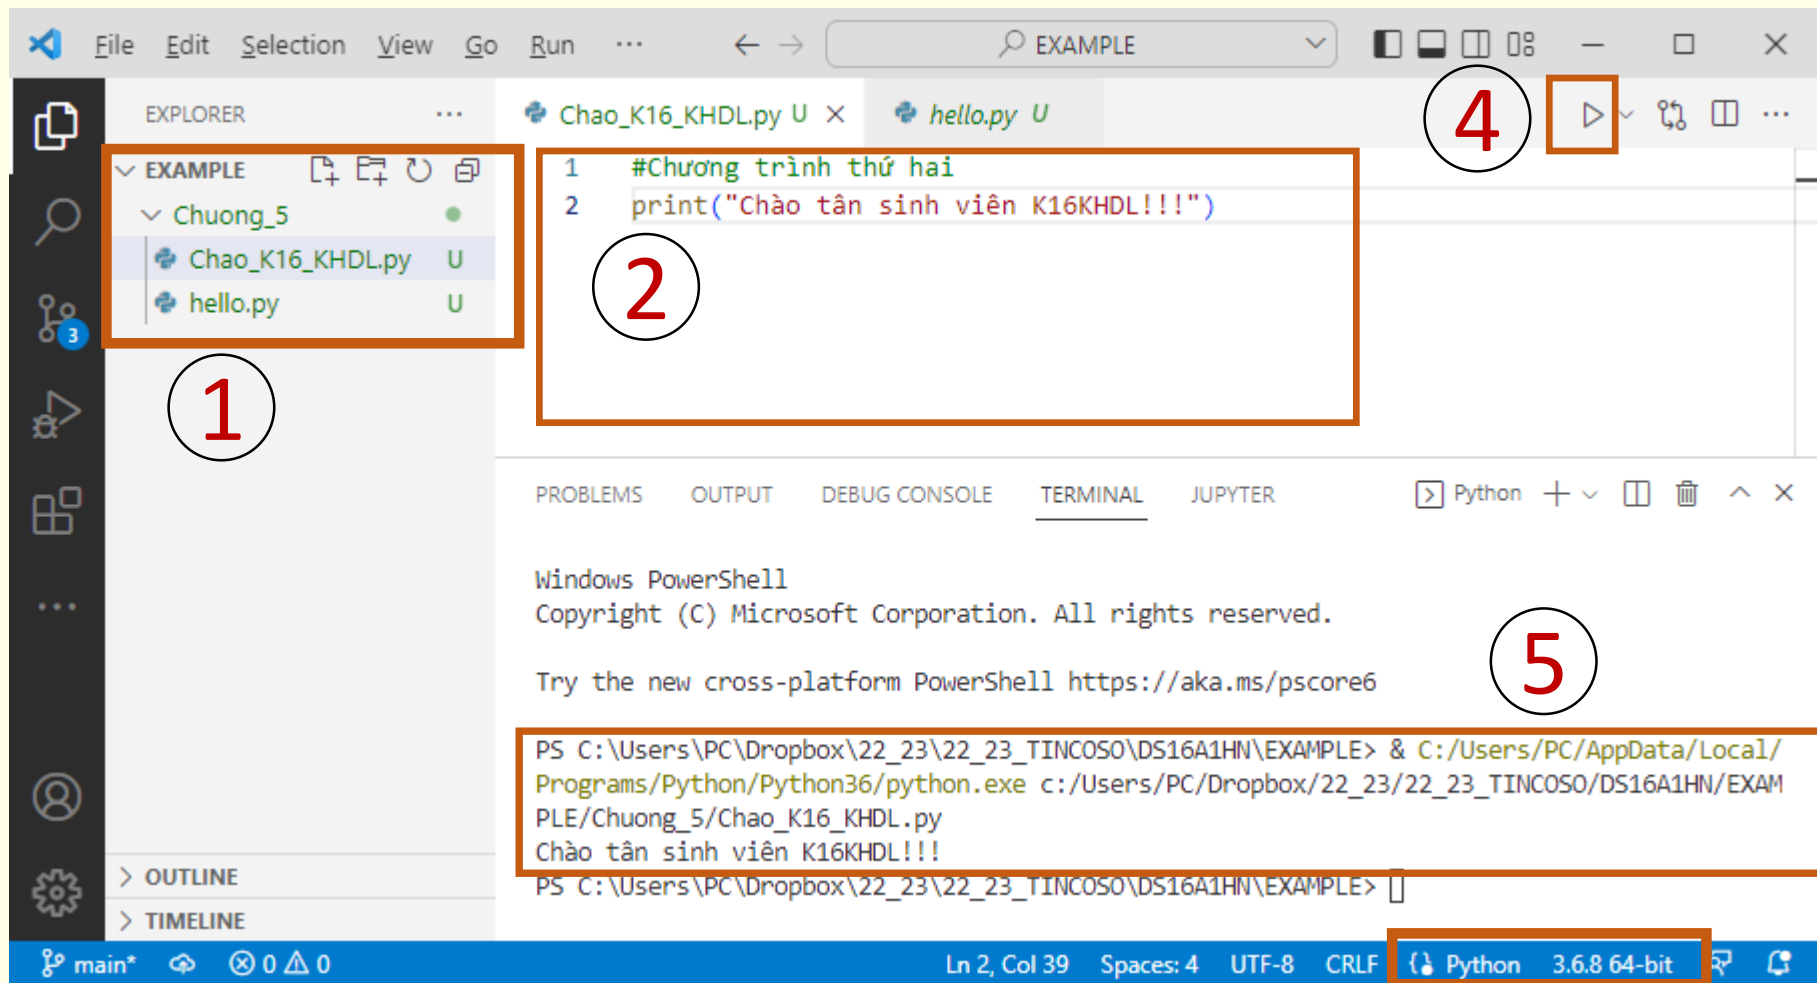 File Edit Selection View Go Run ··· EXAMPLE
EXPLORER ···
Chao_K16_KHDL.py U
hello.py U
4
EXAMPLE
Chuong_5
Chao_K16_KHDL.py U
hello.py U
3
1
1 #Chương trình thứ hai
2 print("Chào tân sinh viên K16KHDL!!!")
2
PROBLEMS OUTPUT DEBUG CONSOLE TERMINAL JUPYTER Python
Windows PowerShell
Copyright (C) Microsoft Corporation. All rights reserved.
Try the new cross-platform PowerShell https://aka.ms/pscore6
5
PS C:\Users\PC\Dropbox\22_23\22_23_TINCOSO\DS16A1HN\EXAMPLE> & C:/Users/PC/AppData/Local/
Programs/Python/Python36/python.exe c:/Users/PC/Dropbox/22_23/22_23_TINCOSO/DS16A1HN/EXAM
PLE/Chuong_5/Chao_K16_KHDL.py
Chào tân sinh viên K16KHDL!!!
PS C:\Users\PC\Dropbox\22_23\22_23_TINCOSO\DS16A1HN\EXAMPLE>
OUTLINE
TIMELINE
main* 0 0 Ln 2, Col 39 Spaces: 4 UTF-8 CRLF Python 3.6.8 64-bit